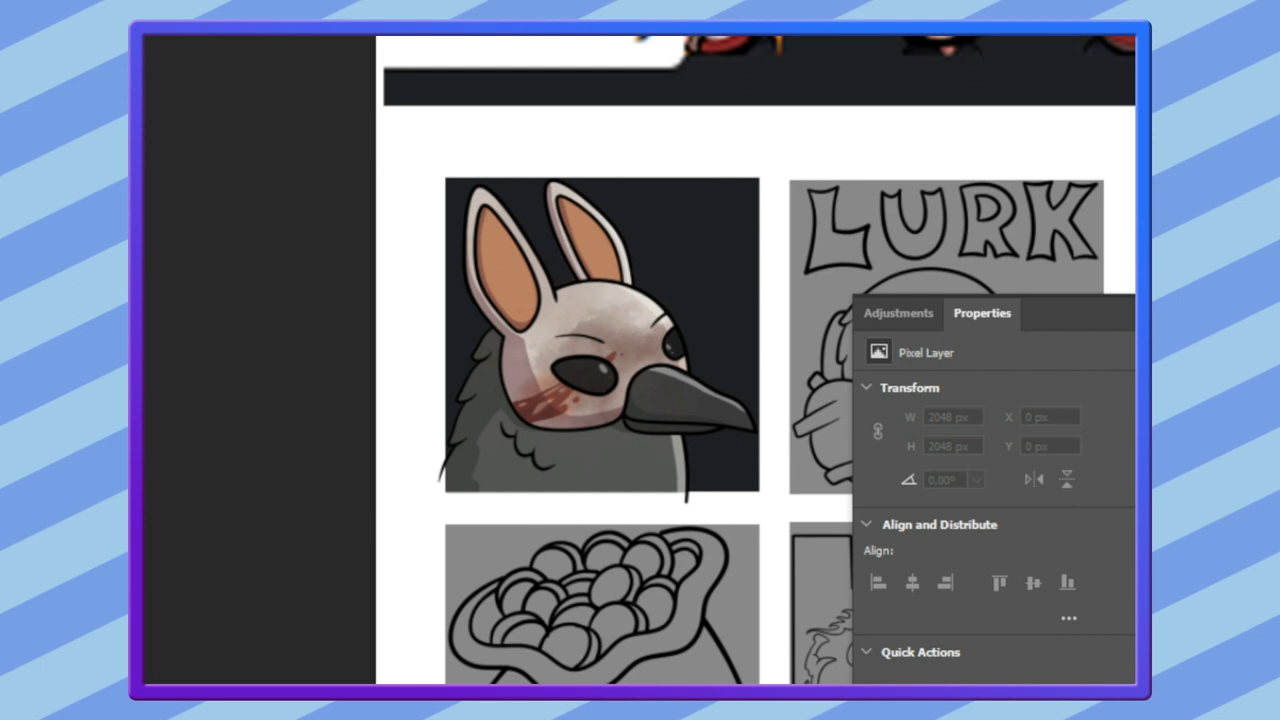 LURK
Adjustments Properties
Pixel Layer
Transform
W 2048 px X 0 px
H 2048 px Y 0 px
0.00°
Align and Distribute
Align:
Quick Actions